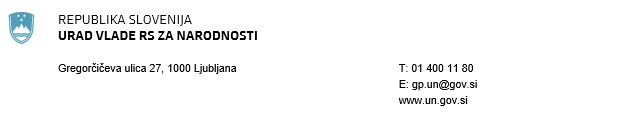 REPUBLIKA SLOVENIJA
URAD VLADE RS ZA NARODNOSTI
Gregorčičeva ulica 27, 1000 Ljubljana
T: 01 400 11 80
E: gp.un@gov.si
www.un.gov.si